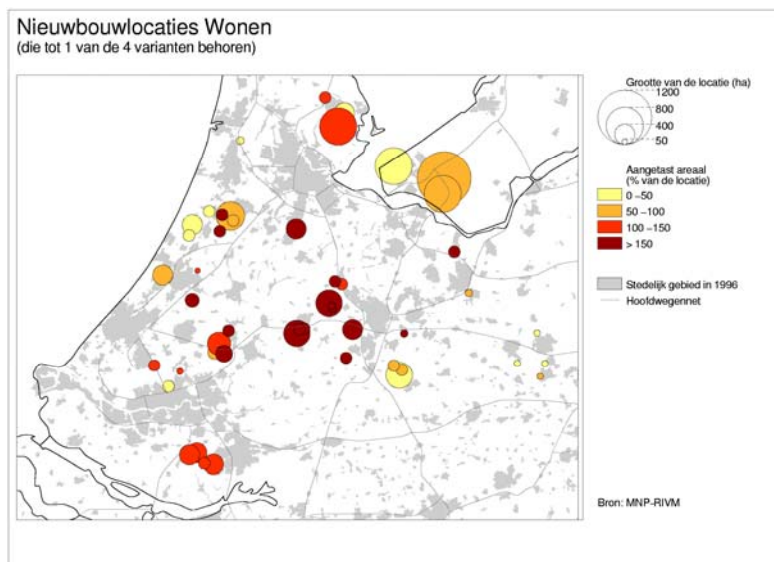 Nieuwbouwlocaties Wonen
(die tot 1 van de 4 varianten behoren)
Grootte van de locatie (ha)
1200
800
400
50
Aangetast areaal
(% van de locatie)
0 –50
50 –100
100 –150
> 150
Stedelijk gebied in 1996
Hoofdwegennet
Bron: MNP-RIVM